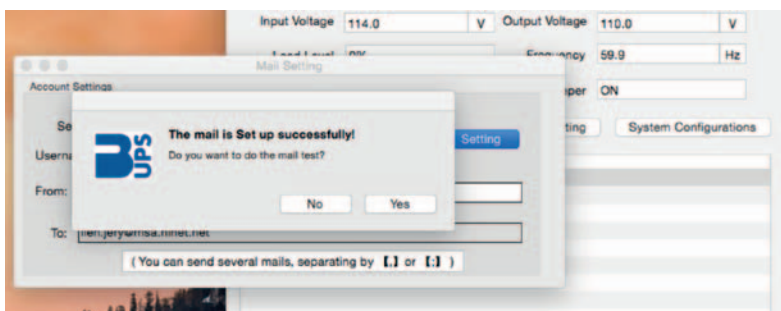 Input Voltage 114.0 V Output Voltage 110.0 V
59.9 Hz
Mail Setting
Account Settings
ON
UPS
The mail is Set up successfully!
Do you want to do the mail test?
Setting
System Configurations
From:
No Yes
To:
( You can send several mails, separating by [,] or [;] )